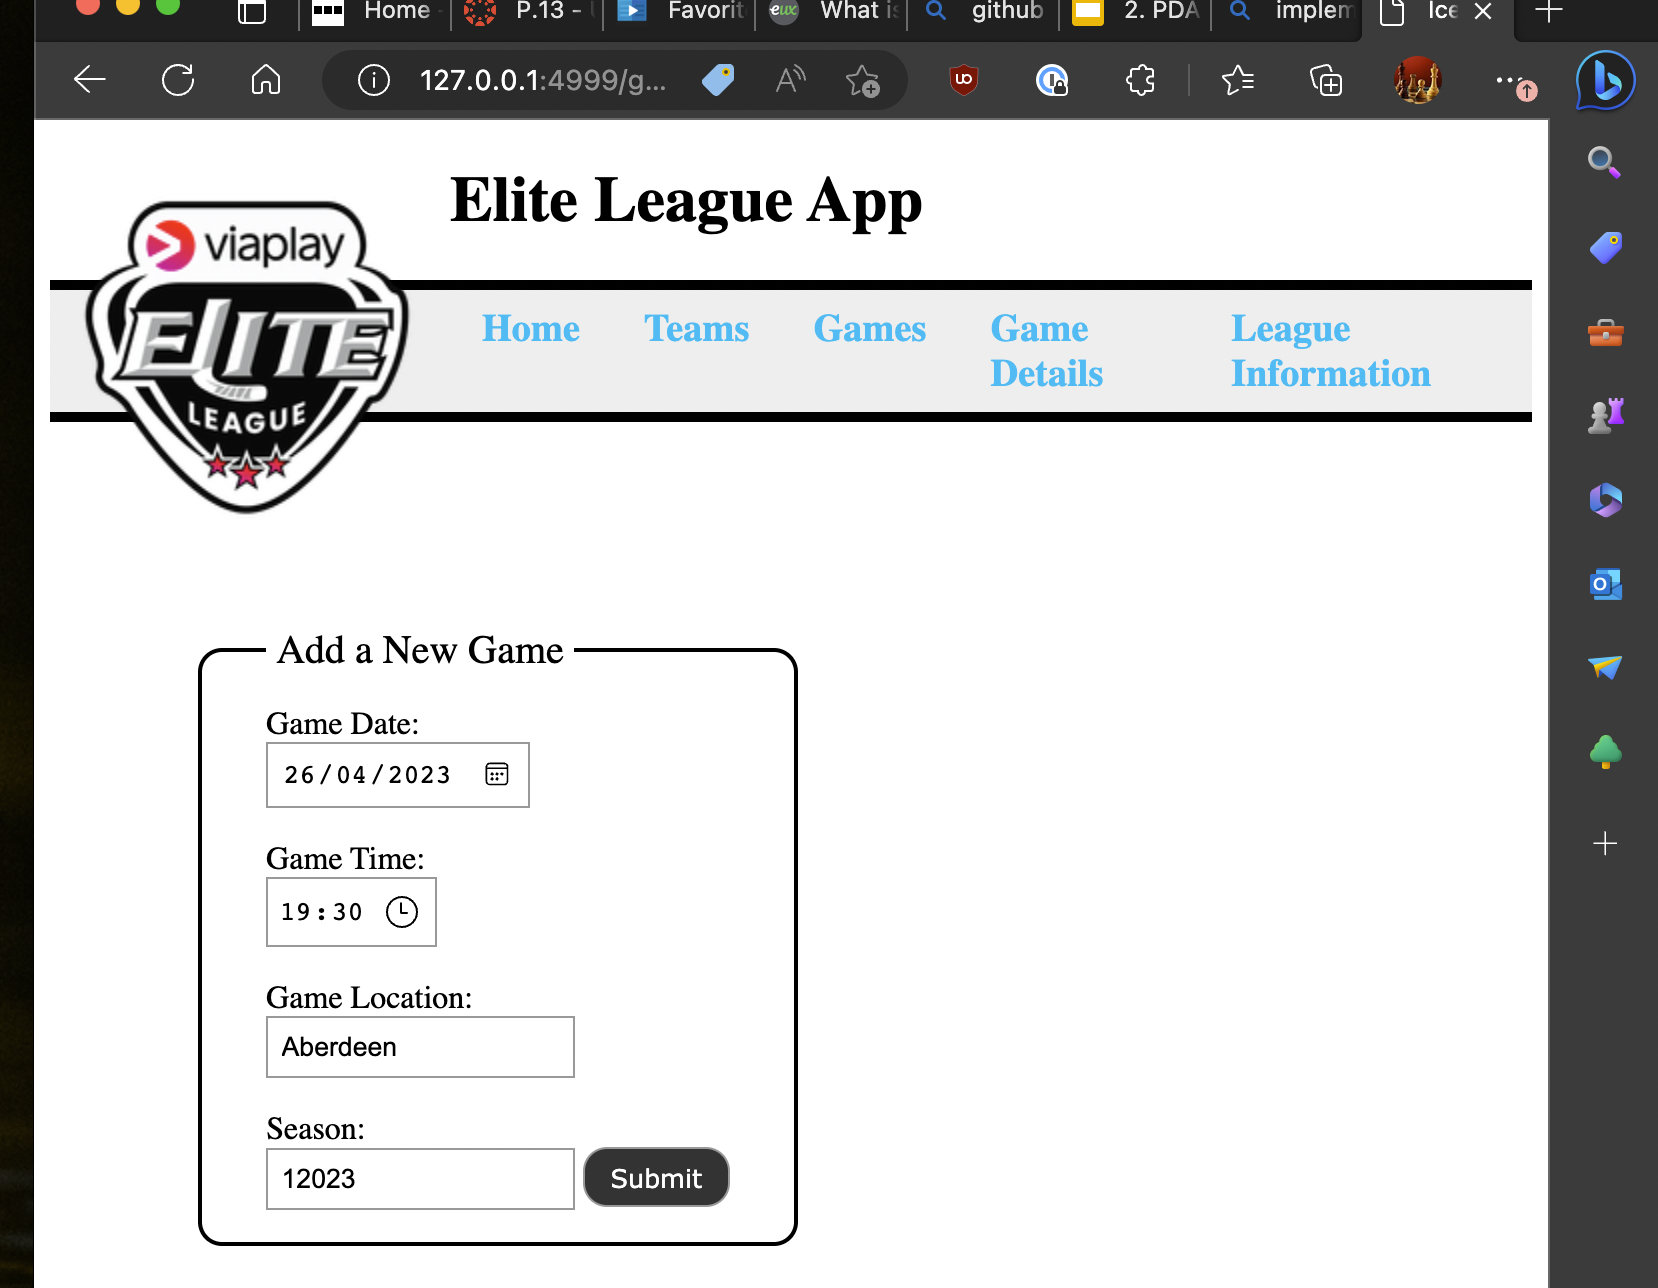 Home
P.13 -
Favorit
eux
What is
github
2. PDA
implem
Ice
127.0.0.1:4999/g...
Elite League App
viaplay
ELITE
LEAGUE
Home Teams Games Game Details League Information
Add a New Game
Game Date:
26/04/2023
Game Time:
19:30
Game Location:
Aberdeen
Season:
12023 Submit